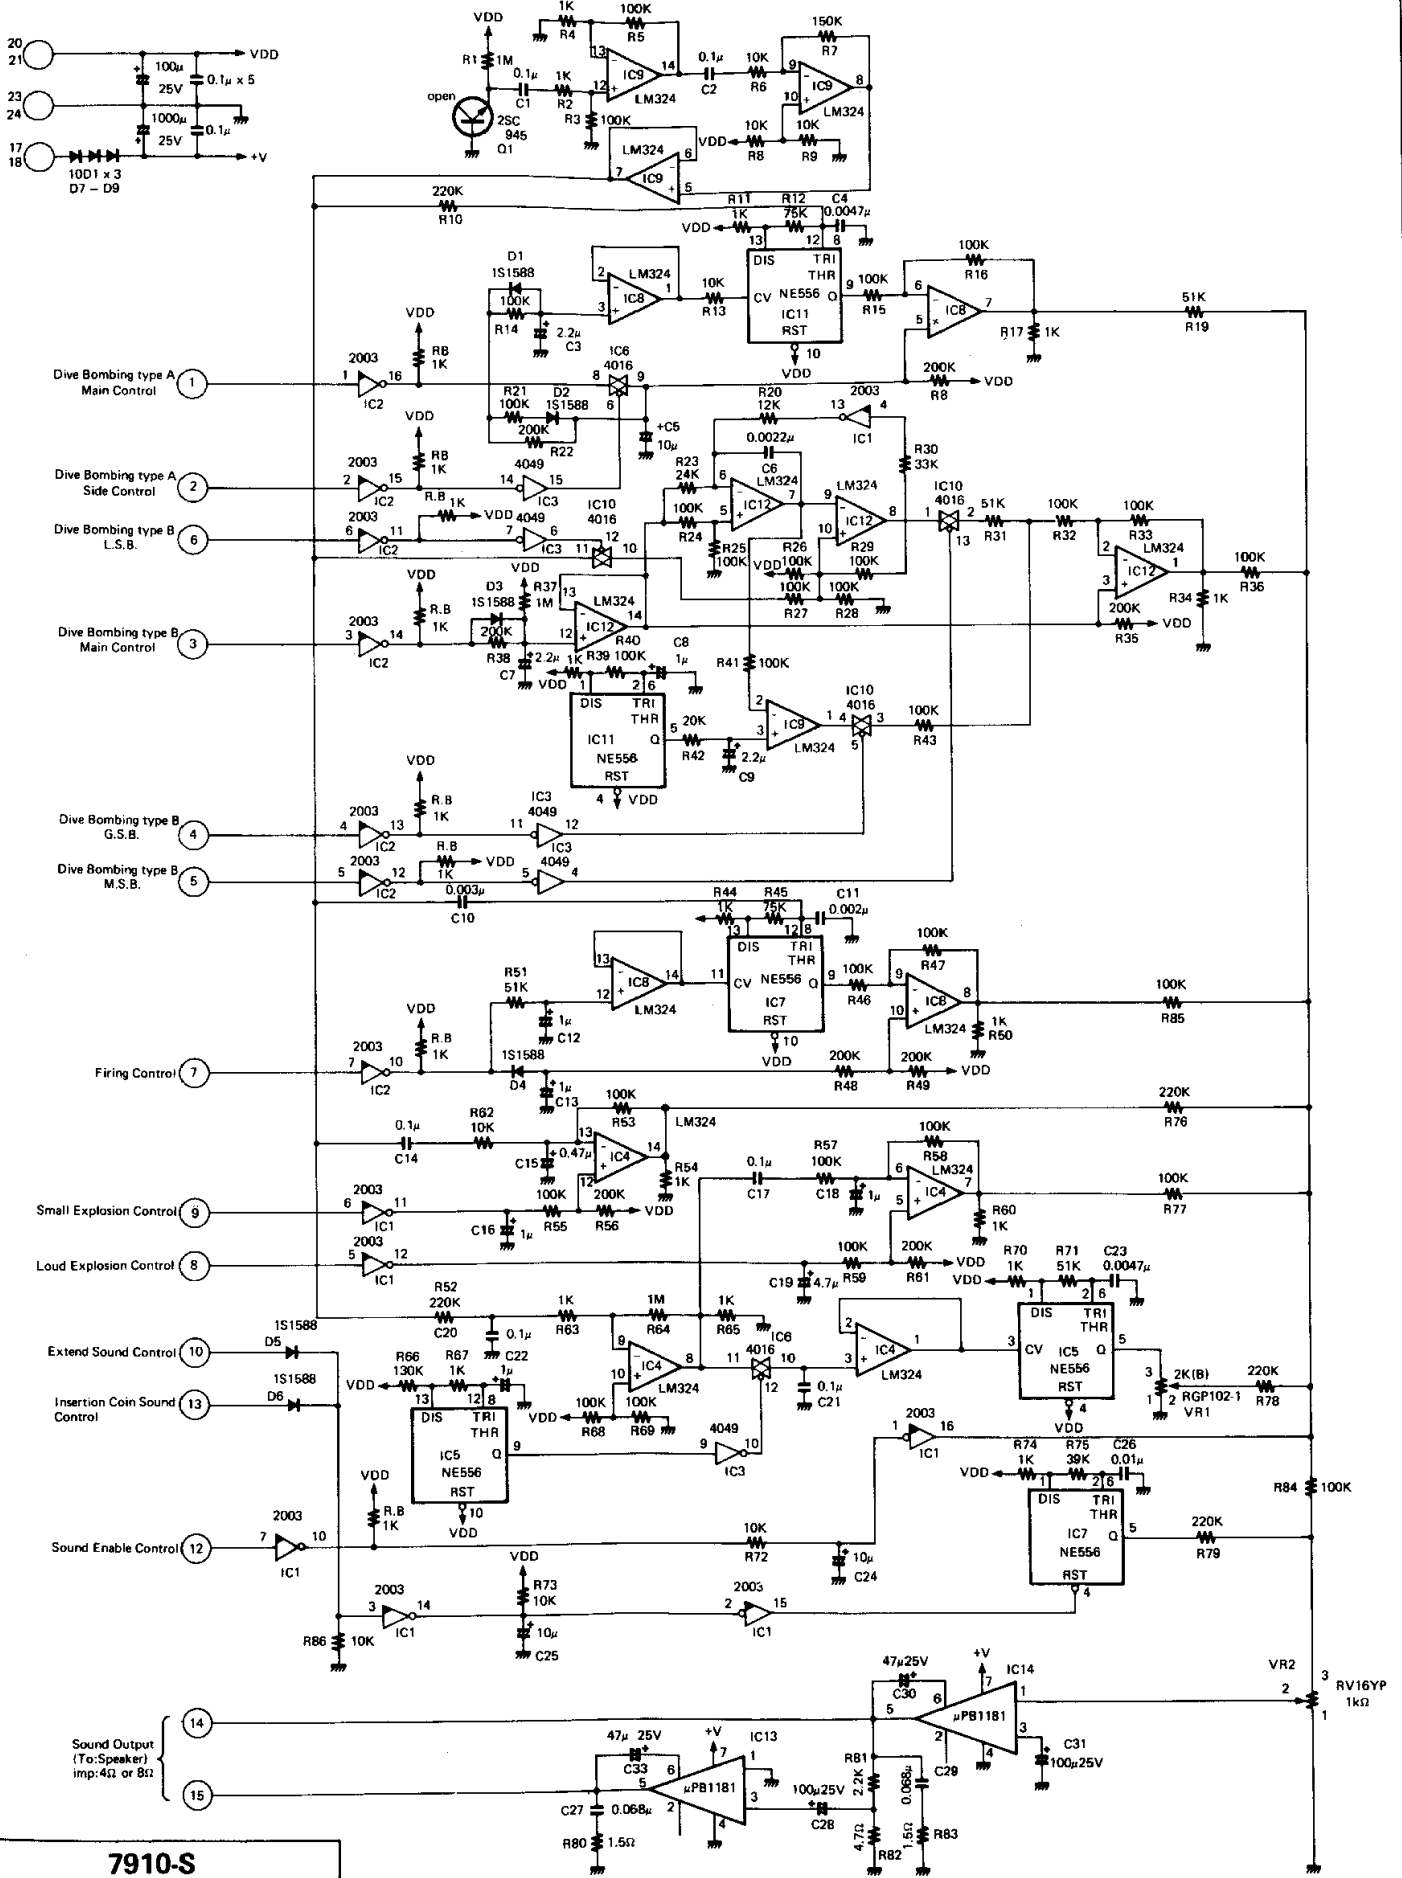 20
21
VDD
100µ
25V
0.1µ x 5
23
24
1000µ
25V
0.1µ
17
18
+V
10D1 x 3
D7 – D9
VDD
R1 1M
open
2SC
945
Q1
0.1µ
C1
1K
R2
R3
100K
1K
R4
100K
R5
13
12
14
IC9
LM324
0.1µ
C2
10K
R6
150K
R7
9
10
8
IC9
LM324
VDD
10K
R8
10K
R9
LM324
7
6
5
IC9
220K
R10
R11
1K
R12
75K
C4
0.0047µ
VDD
13
12
8
DIS
TRI
THR
CV
NE556
Q
9
IC11
RST
10
VDD
D1
1S1588
100K
R14
2.2µ
C3
2
3
1
LM324
IC8
10K
R13
100K
R15
100K
R16
6
5
7
IC8
R17
1K
51K
R19
Dive Bombing type A
Main Control
1
1
2003
16
IC2
VDD
RB
1K
IC6
4016
8
9
6
200K
R8
VDD
R21
100K
D2
1S1588
200K
R22
+C5
10µ
R20
12K
2003
13
4
IC1
R30
33K
0.0022µ
C6
Dive Bombing type A
Side Control
2
2
2003
15
IC2
VDD
RB
1K
4049
14
15
IC3
R23
24K
100K
R24
R25
100K
6
5
7
LM324
IC12
LM324
9
10
8
IC12
IC10
4016
1
2
13
51K
R31
100K
R32
100K
R33
LM324
2
3
1
IC12
R34
1K
100K
R36
200K
R35
VDD
Dive Bombing type B
L.S.B.
6
6
2003
11
IC2
R.B
1K
VDD
4049
7
6
IC3
IC10
4016
12
11
10
VDD
R26
100K
R29
100K
100K
R27
100K
R28
Dive Bombing type B
Main Control
3
3
2003
14
IC2
VDD
R.B
1K
D3
1S1588
200K
R38
VDD
R37
1M
2.2µ
C7
13
12
14
LM324
IC12
R40
VDD
1K
R39
100K
C8
1µ
1
2
6
DIS
TRI
THR
IC11
Q
5
NE556
RST
4
VDD
20K
R42
2.2µ
C9
R41
100K
2
3
1
IC9
LM324
IC10
4016
4
3
5
100K
R43
Dive Bombing type B
G.S.B.
4
4
2003
13
IC2
VDD
R.B
1K
IC3
4049
11
12
IC3
Dive Bombing type B
M.S.B.
5
5
2003
12
IC2
R.B
1K
VDD
4049
5
4
0.003µ
C10
R44
1K
R45
75K
C11
0.002µ
13
12
8
DIS
TRI
THR
11
CV
NE556
Q
9
IC7
RST
10
VDD
R51
51K
1µ
C12
13
12
14
IC8
LM324
100K
R46
100K
R47
9
10
8
IC8
LM324
1K
R50
100K
R85
Firing Control
7
7
2003
10
IC2
VDD
R.B
1K
1S1588
D4
1µ
C13
200K
R48
200K
R49
VDD
0.1µ
C14
R62
10K
C15
0.47µ
100K
R53
13
12
14
IC4
LM324
R54
1K
220K
R76
Small Explosion Control
9
6
2003
11
IC1
C16
1µ
100K
R55
200K
R56
VDD
0.1µ
C17
R57
100K
C18
1µ
100K
R58
6
5
7
LM324
IC4
R60
1K
100K
R77
Loud Explosion Control
8
5
2003
12
IC1
C19
4.7µ
100K
R59
200K
R61
VDD
R52
220K
C20
0.1µ
1K
R63
1M
R64
1K
R65
9
10
8
IC4
LM324
VDD
100K
R68
100K
R69
IC6
4016
11
10
12
0.1µ
C21
2
3
1
IC4
LM324
R70
1K
R71
51K
C23
0.0047µ
VDD
1
2
6
DIS
TRI
THR
3
CV
IC5
Q
5
NE556
RST
4
VDD
3
2
1
2K(B)
RGP102-1
VR1
220K
R78
Extend Sound Control
10
1S1588
D5
Insertion Coin Sound
Control
13
1S1588
D6
VDD
R66
130K
R67
1K
C22
1µ
13
12
8
DIS
TRI
THR
IC5
Q
9
NE556
RST
10
VDD
4049
9
10
IC3
2003
1
16
IC1
R74
1K
R75
39K
C26
0.01µ
VDD
1
2
6
DIS
TRI
THR
IC7
Q
5
NE556
RST
4
220K
R79
R84
100K
Sound Enable Control
12
7
2003
10
IC1
VDD
R.B
1K
10K
R72
10µ
C24
2003
3
14
IC1
R86
10K
VDD
R73
10K
10µ
C25
2003
2
15
IC1
VR2
3
2
1
RV16YP
1kΩ
47µ25V
C30
+V
7
IC14
1
6
5
µPB1181
2
3
4
C29
C31
100µ25V
Sound Output
(To:Speaker)
imp:4Ω or 8Ω
14
15
47µ 25V
C33
+V
7
IC13
1
6
5
µPB1181
2
3
4
C27
0.068µ
R80
1.5Ω
100µ25V
C28
R81
2.2K
0.068µ
4.7Ω
R82
1.5Ω
R83
7910-S